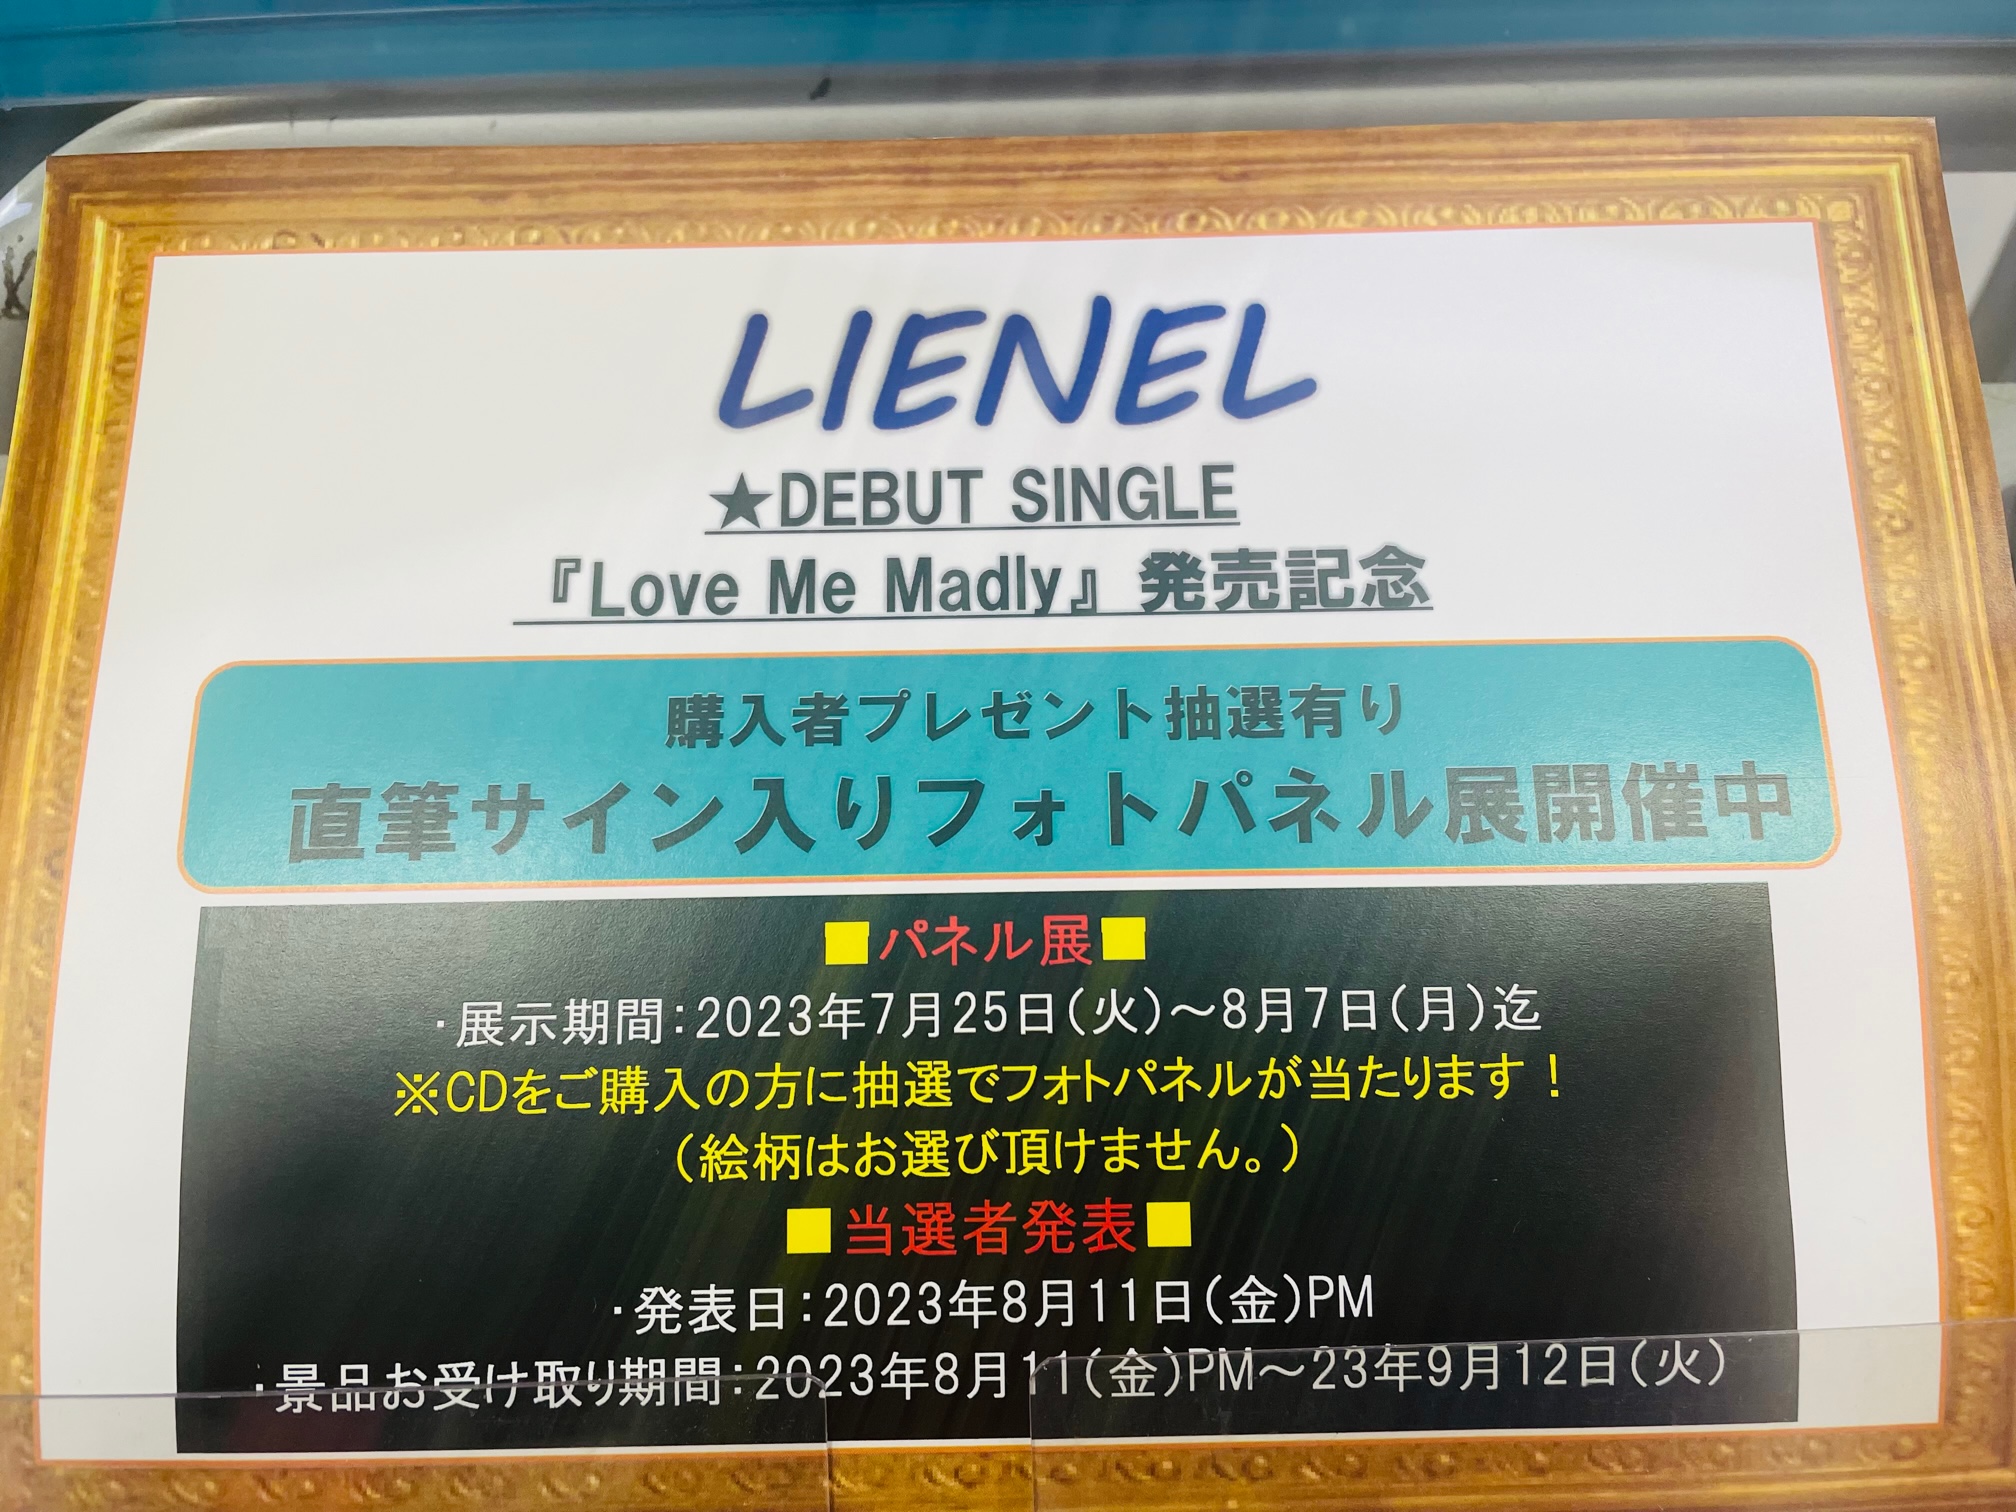 LIENEL
★DEBUT SINGLE
『Love Me Madly』発売記念
購入者プレゼント抽選有り
直筆サイン入りフォトパネル展開催中
■パネル展■
・展示期間：2023年7月25日（火）～8月7日（月）迄
※CDをご購入の方に抽選でフォトパネルが当たります！
（絵柄はお選び頂けません。）
■当選者発表■
・発表日：2023年8月11日（金）PM
・景品お受け取り期間：2023年8月11（金）PM～23年9月12日（火）